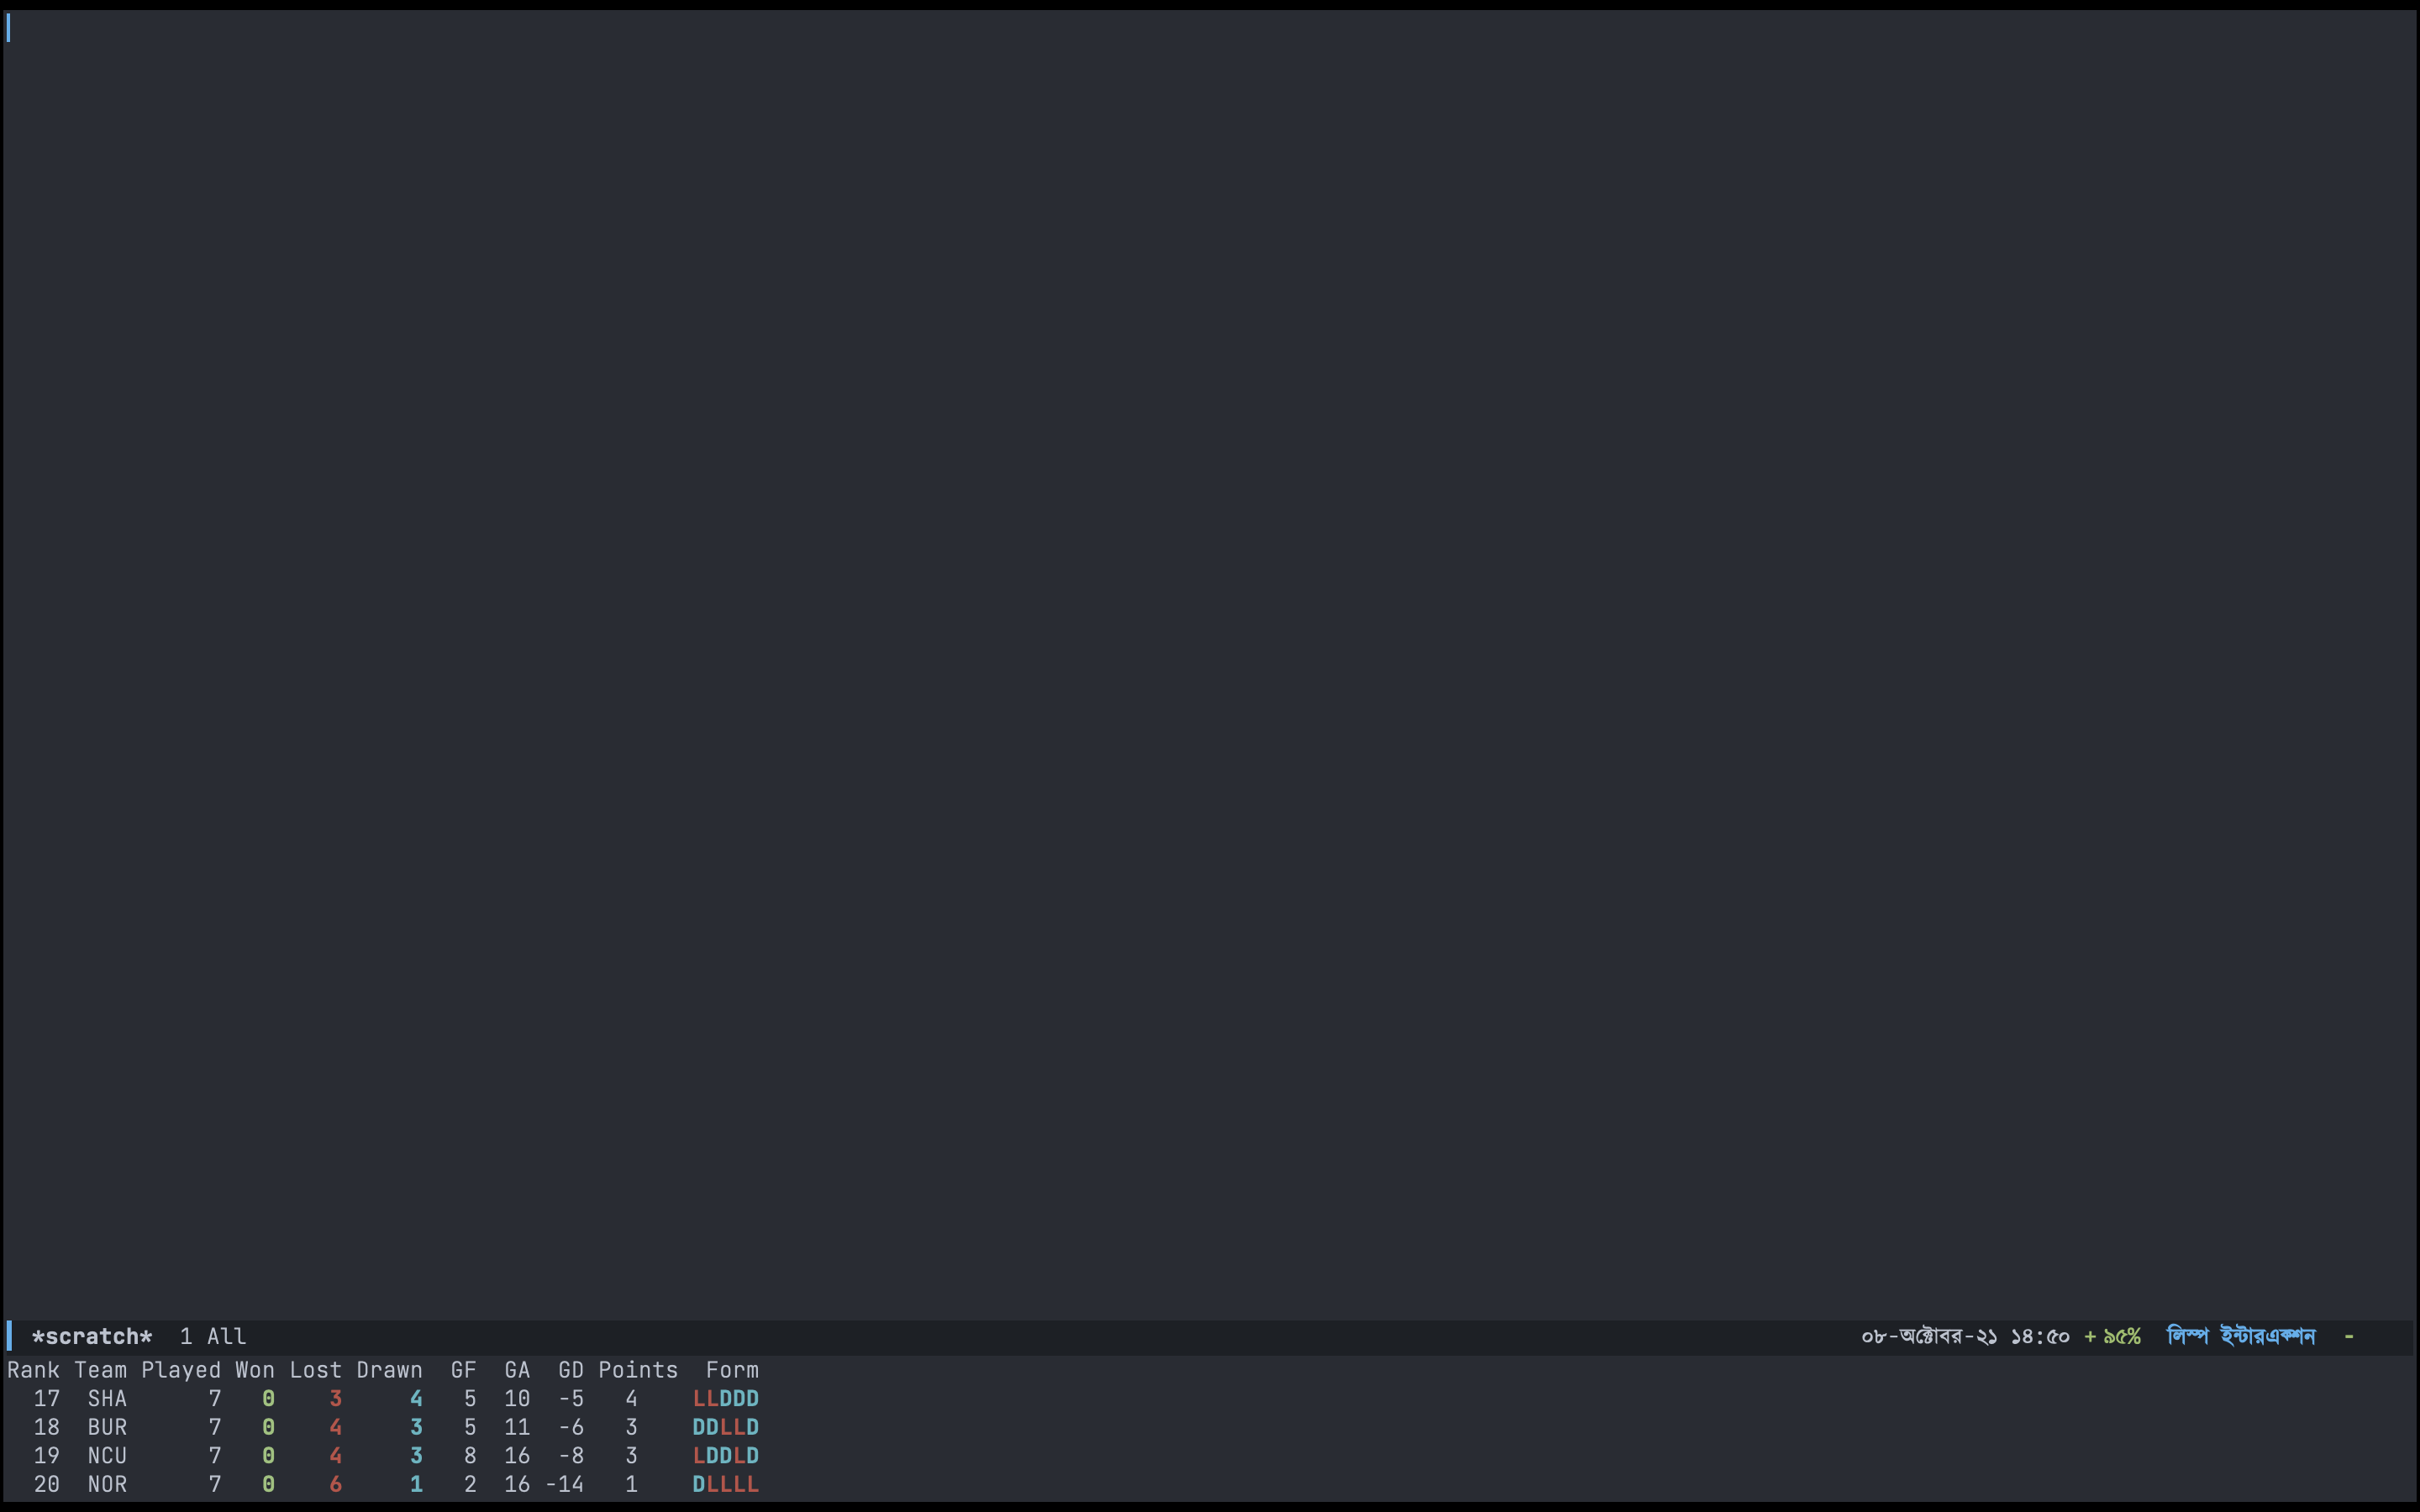 *scratch* 1 All ০৮-অক্টোবর-২১ ১৪:৫০ +৯৫% লিস্প ইন্টারএকশন -
Rank Team Played Won Lost Drawn GF GA GD Points Form
17 SHA 7 0 3 4 5 10 -5 4 LLDDD
18 BUR 7 0 4 3 5 11 -6 3 DDLLD
19 NCU 7 0 4 3 8 16 -8 3 LDDLD
20 NOR 7 0 6 1 2 16 -14 1 DLLLL